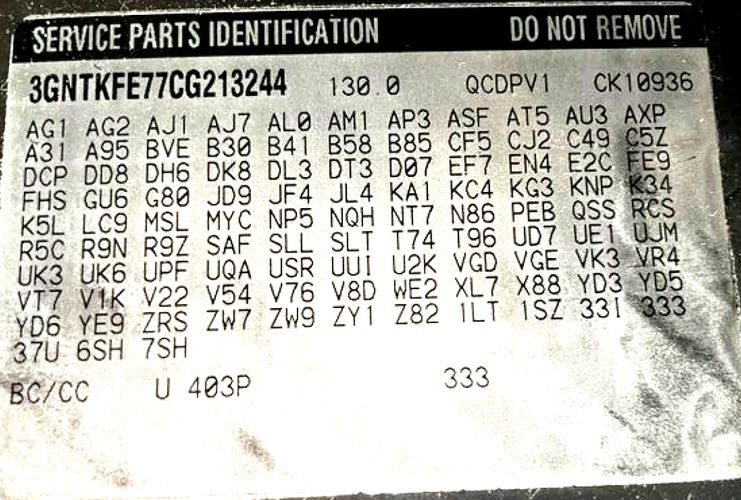 SERVICE PARTS IDENTIFICATION DO NOT REMOVE
3GNTKFE77CG213244 130.0 QCDPV1 CK10936
AG1 AG2 AJ1 AJ7 AL0 AM1 AP3 ASF AT5 AU3 AXP
A31 A95 BVE B30 B41 B58 B85 CF5 CJ2 C49 C5Z
DCP DD8 DH6 DK8 DL3 DT3 D07 EF7 EN4 E2C FE9
FHS GU6 G80 JD9 JF4 JL4 KA1 KC4 KG3 KNP K34
K5L LC9 MSL MYC NP5 NQH NT7 N86 PEB QSS RCS
R5C R9N R9Z SAF SLL SLT T74 T96 UD7 UE1 UJM
UK3 UK6 UPF UQA USR UUI U2K VGD VGE VK3 VR4
VT7 V1K V22 V54 V76 V8D WE2 XL7 X88 YD3 YD5
YD6 YE9 ZRS ZW7 ZW9 ZY1 Z82 1LT 1SZ 33I 333
37U 6SH 7SH
BC/CC U 403P 333